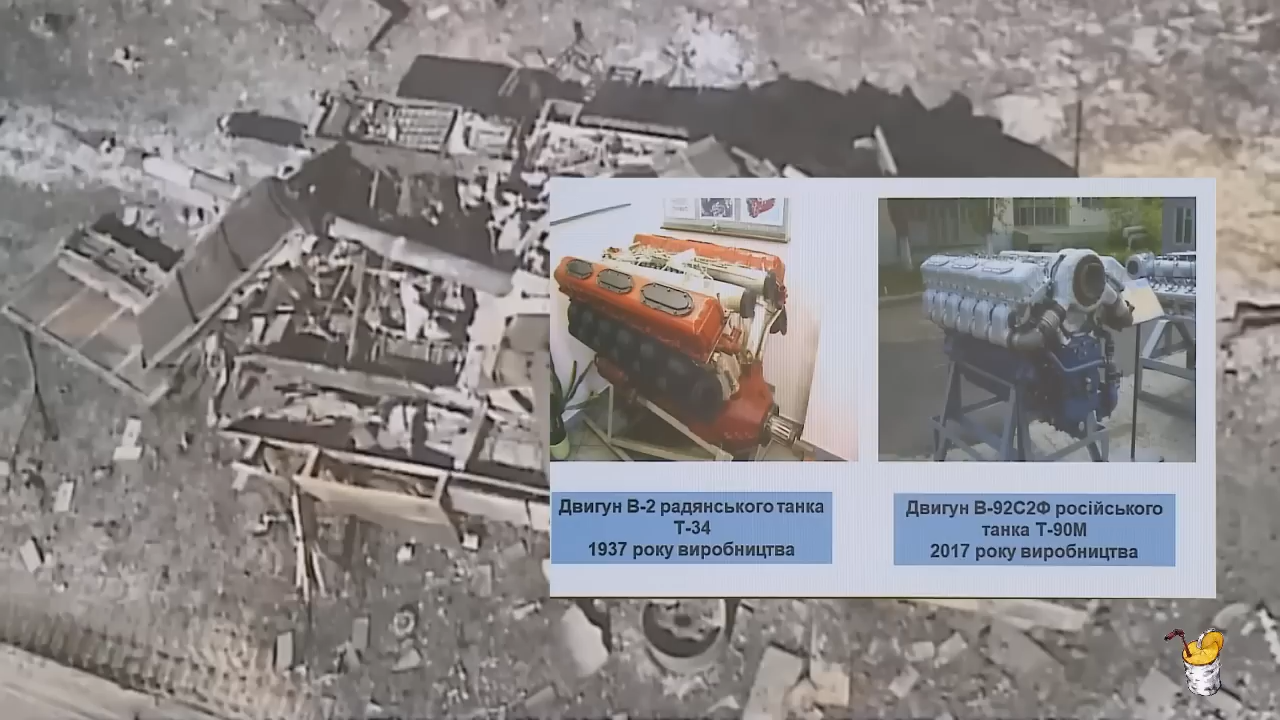 Двигун В-2 радянського танка
Т-34
1937 року виробництва
Двигун В-92С2Ф російського
танка Т-90М
2017 року виробництва